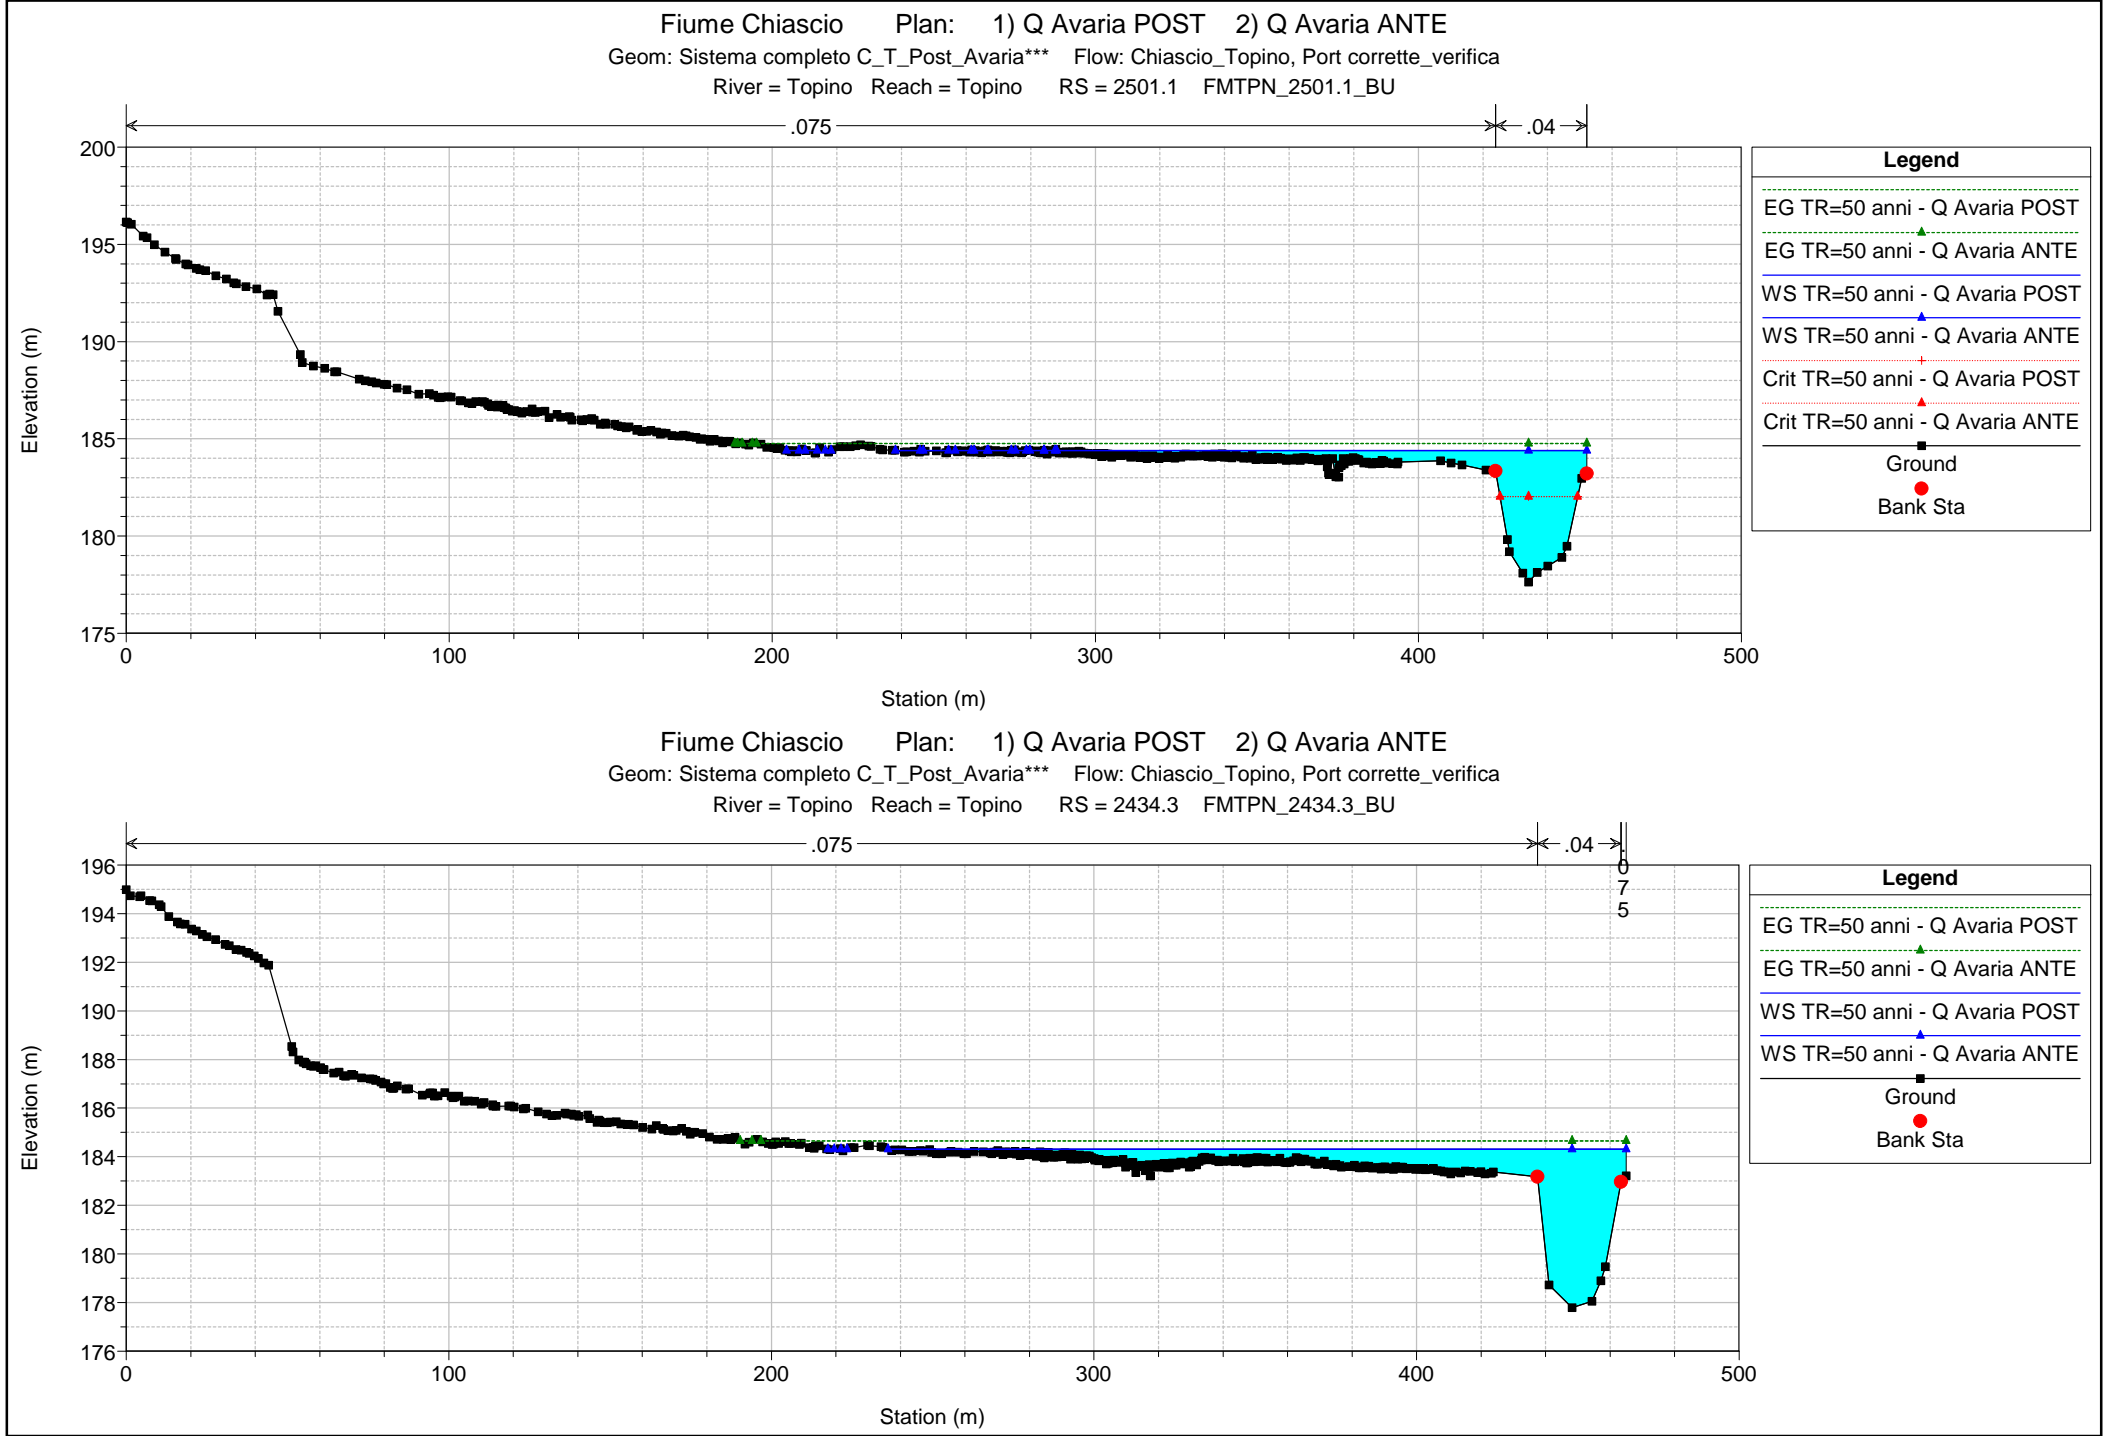 Fiume Chiascio Plan: 1) Q Avaria POST 2) Q Avaria ANTE
Geom: Sistema completo C_T_Post_Avaria*** Flow: Chiascio_Topino, Port corrette_verifica
River = Topino Reach = Topino RS = 2501.1 FMTPN_2501.1_BU
.075
.04
200
195
190
185
180
175
Elevation (m)
0 100 200 300 400 500
Station (m)
Legend
EG TR=50 anni - Q Avaria POST
EG TR=50 anni - Q Avaria ANTE
WS TR=50 anni - Q Avaria POST
WS TR=50 anni - Q Avaria ANTE
Crit TR=50 anni - Q Avaria POST
Crit TR=50 anni - Q Avaria ANTE
Ground
Bank Sta
Fiume Chiascio Plan: 1) Q Avaria POST 2) Q Avaria ANTE
Geom: Sistema completo C_T_Post_Avaria*** Flow: Chiascio_Topino, Port corrette_verifica
River = Topino Reach = Topino RS = 2434.3 FMTPN_2434.3_BU
.075
.04
.075
196
194
192
190
188
186
184
182
180
178
176
Elevation (m)
0 100 200 300 400 500
Station (m)
Legend
EG TR=50 anni - Q Avaria POST
EG TR=50 anni - Q Avaria ANTE
WS TR=50 anni - Q Avaria POST
WS TR=50 anni - Q Avaria ANTE
Ground
Bank Sta